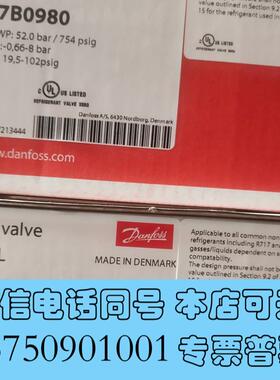 7B0980
WP: 52.0 bar / 754 psig
:-0,66-8 bar
19,5-102psig
value outlined in Section 9.2
15 for the refrigerant used in
C UL US LISTED
REFRIGERANT VALVE
213444
Danfoss A/S, 6430 Nordborg, Denmark
www.danfoss.com
valve
L
Danfoss
MADE IN DENMARK
Applicable to all common non
refrigerants including R717 and
gasses/liquids dependent on
compatibility.
The design pressure shall not be
value outlined in Section 9.2 of
信电话同号 本店可
3750901001 专票普